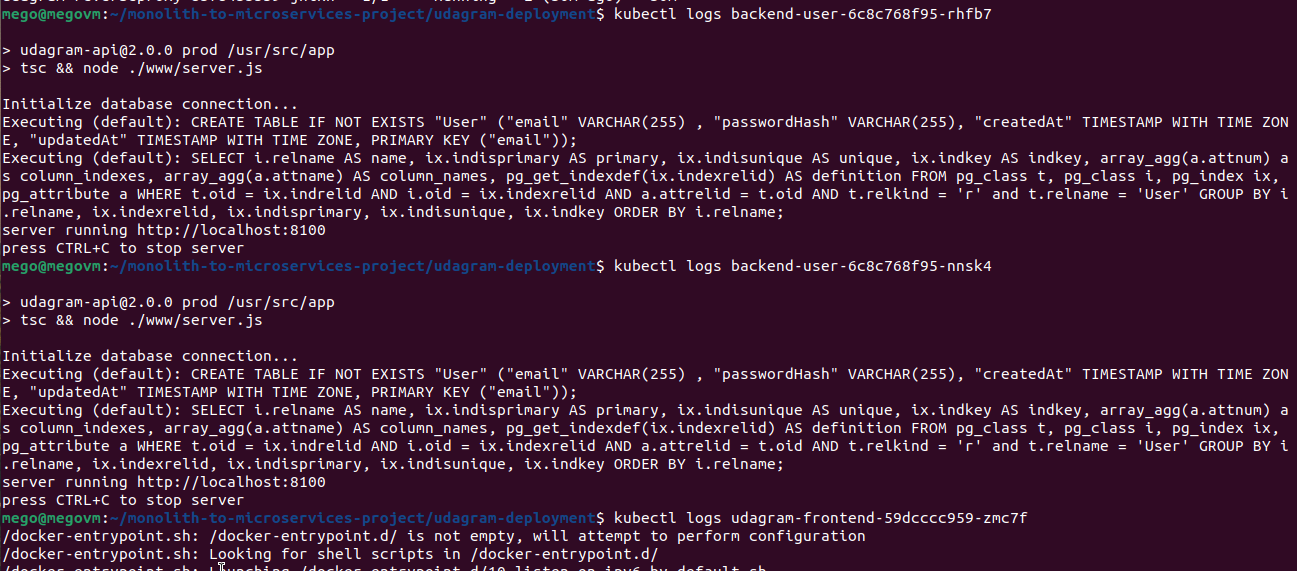 mego@megovm:~/monolith-to-microservices-project/udagram-deployment$ kubectl logs backend-user-6c8c768f95-rhfb7
> udagram-api@2.0.0 prod /usr/src/app
> tsc && node ./www/server.js
Initialize database connection...
Executing (default): CREATE TABLE IF NOT EXISTS "User" ("email" VARCHAR(255) , "passwordHash" VARCHAR(255), "createdAt" TIMESTAMP WITH TIME ZON
E, "updatedAt" TIMESTAMP WITH TIME ZONE, PRIMARY KEY ("email"));
Executing (default): SELECT i.relname AS name, ix.indisprimary AS primary, ix.indisunique AS unique, ix.indkey AS indkey, array_agg(a.attnum) a
s column_indexes, array_agg(a.attname) AS column_names, pg_get_indexdef(ix.indexrelid) AS definition FROM pg_class t, pg_class i, pg_index ix,
pg_attribute a WHERE t.oid = ix.indrelid AND i.oid = ix.indexrelid AND a.attrelid = t.oid AND t.relkind = 'r' and t.relname = 'User' GROUP BY i
.relname, ix.indexrelid, ix.indisprimary, ix.indisunique, ix.indkey ORDER BY i.relname;
server running http://localhost:8100
press CTRL+C to stop server
mego@megovm:~/monolith-to-microservices-project/udagram-deployment$ kubectl logs backend-user-6c8c768f95-nnsk4
> udagram-api@2.0.0 prod /usr/src/app
> tsc && node ./www/server.js
Initialize database connection...
Executing (default): CREATE TABLE IF NOT EXISTS "User" ("email" VARCHAR(255) , "passwordHash" VARCHAR(255), "createdAt" TIMESTAMP WITH TIME ZON
E, "updatedAt" TIMESTAMP WITH TIME ZONE, PRIMARY KEY ("email"));
Executing (default): SELECT i.relname AS name, ix.indisprimary AS primary, ix.indisunique AS unique, ix.indkey AS indkey, array_agg(a.attnum) a
s column_indexes, array_agg(a.attname) AS column_names, pg_get_indexdef(ix.indexrelid) AS definition FROM pg_class t, pg_class i, pg_index ix,
pg_attribute a WHERE t.oid = ix.indrelid AND i.oid = ix.indexrelid AND a.attrelid = t.oid AND t.relkind = 'r' and t.relname = 'User' GROUP BY i
.relname, ix.indexrelid, ix.indisprimary, ix.indisunique, ix.indkey ORDER BY i.relname;
server running http://localhost:8100
press CTRL+C to stop server
mego@megovm:~/monolith-to-microservices-project/udagram-deployment$ kubectl logs udagram-frontend-59dcccc959-zmc7f
/docker-entrypoint.sh: /docker-entrypoint.d/ is not empty, will attempt to perform configuration
/docker-entrypoint.sh: Looking for shell scripts in /docker-entrypoint.d/
/docker-entrypoint.sh: Launching /docker-entrypoint.d/10-listen-on-ipv6-by-default.sh